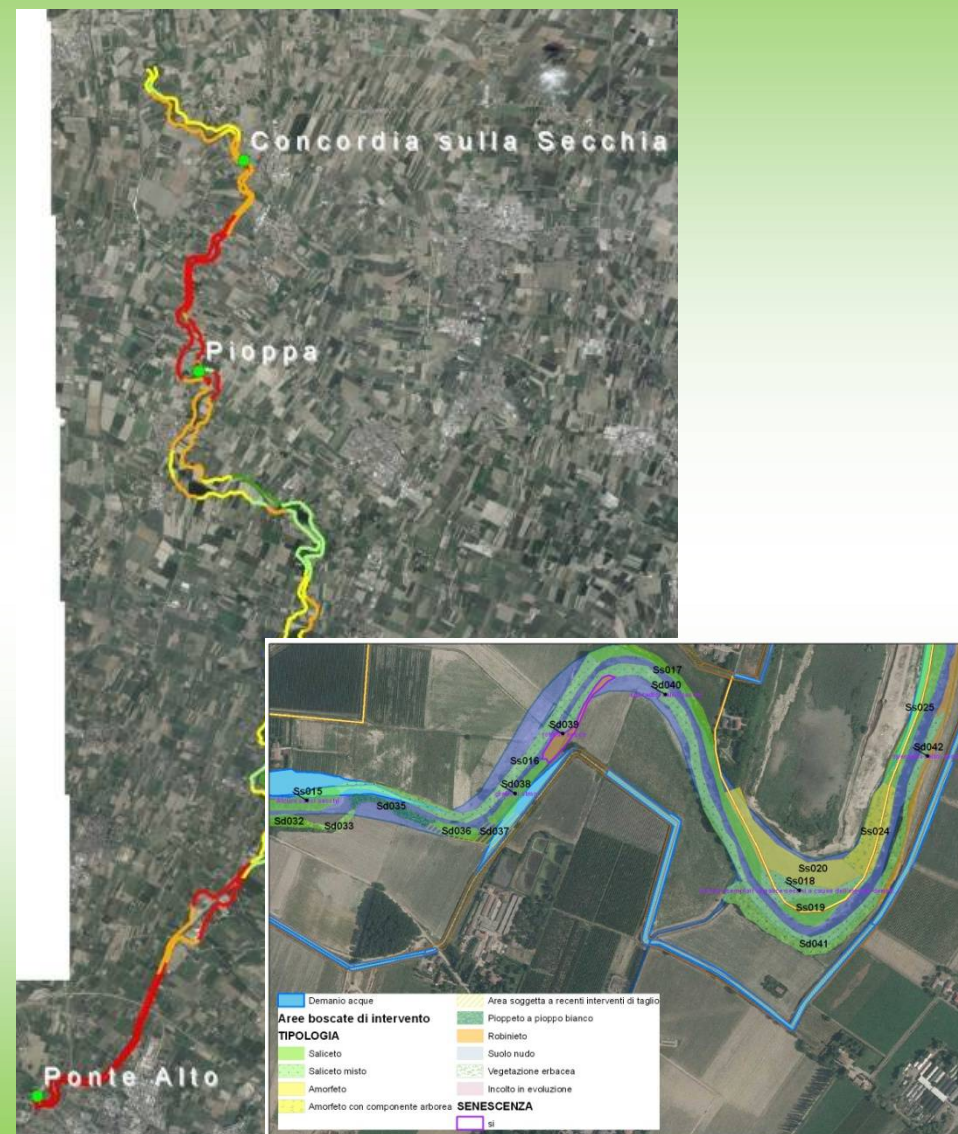 Concordia sulla Secchia
Pioppa
Ponte Alto
Ss017
Sd040
Sd039
Ss016
Sd038
Ss015
Sd035
Sd032
Sd033
Sd036
Sd037
Ss025
Sd042
Ss024
Ss020
Ss018
Ss019
Sd041
Demanio acque
Aree boscate di intervento
TIPOLOGIA
Saliceto
Saliceto misto
Amorfeto
Amorfeto con componente arborea
Area soggetta a recenti interventi di taglio
Pioppeto a pioppo bianco
Robinieto
Suolo nudo
Vegetazione erbacea
Incolto in evoluzione
SENESCENZA
si